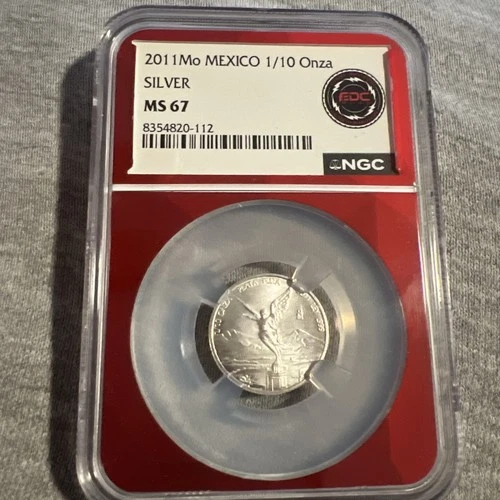 2011Mo MEXICO 1/10 Onza
SILVER
MS 67
8354820-112
EDC
NGC